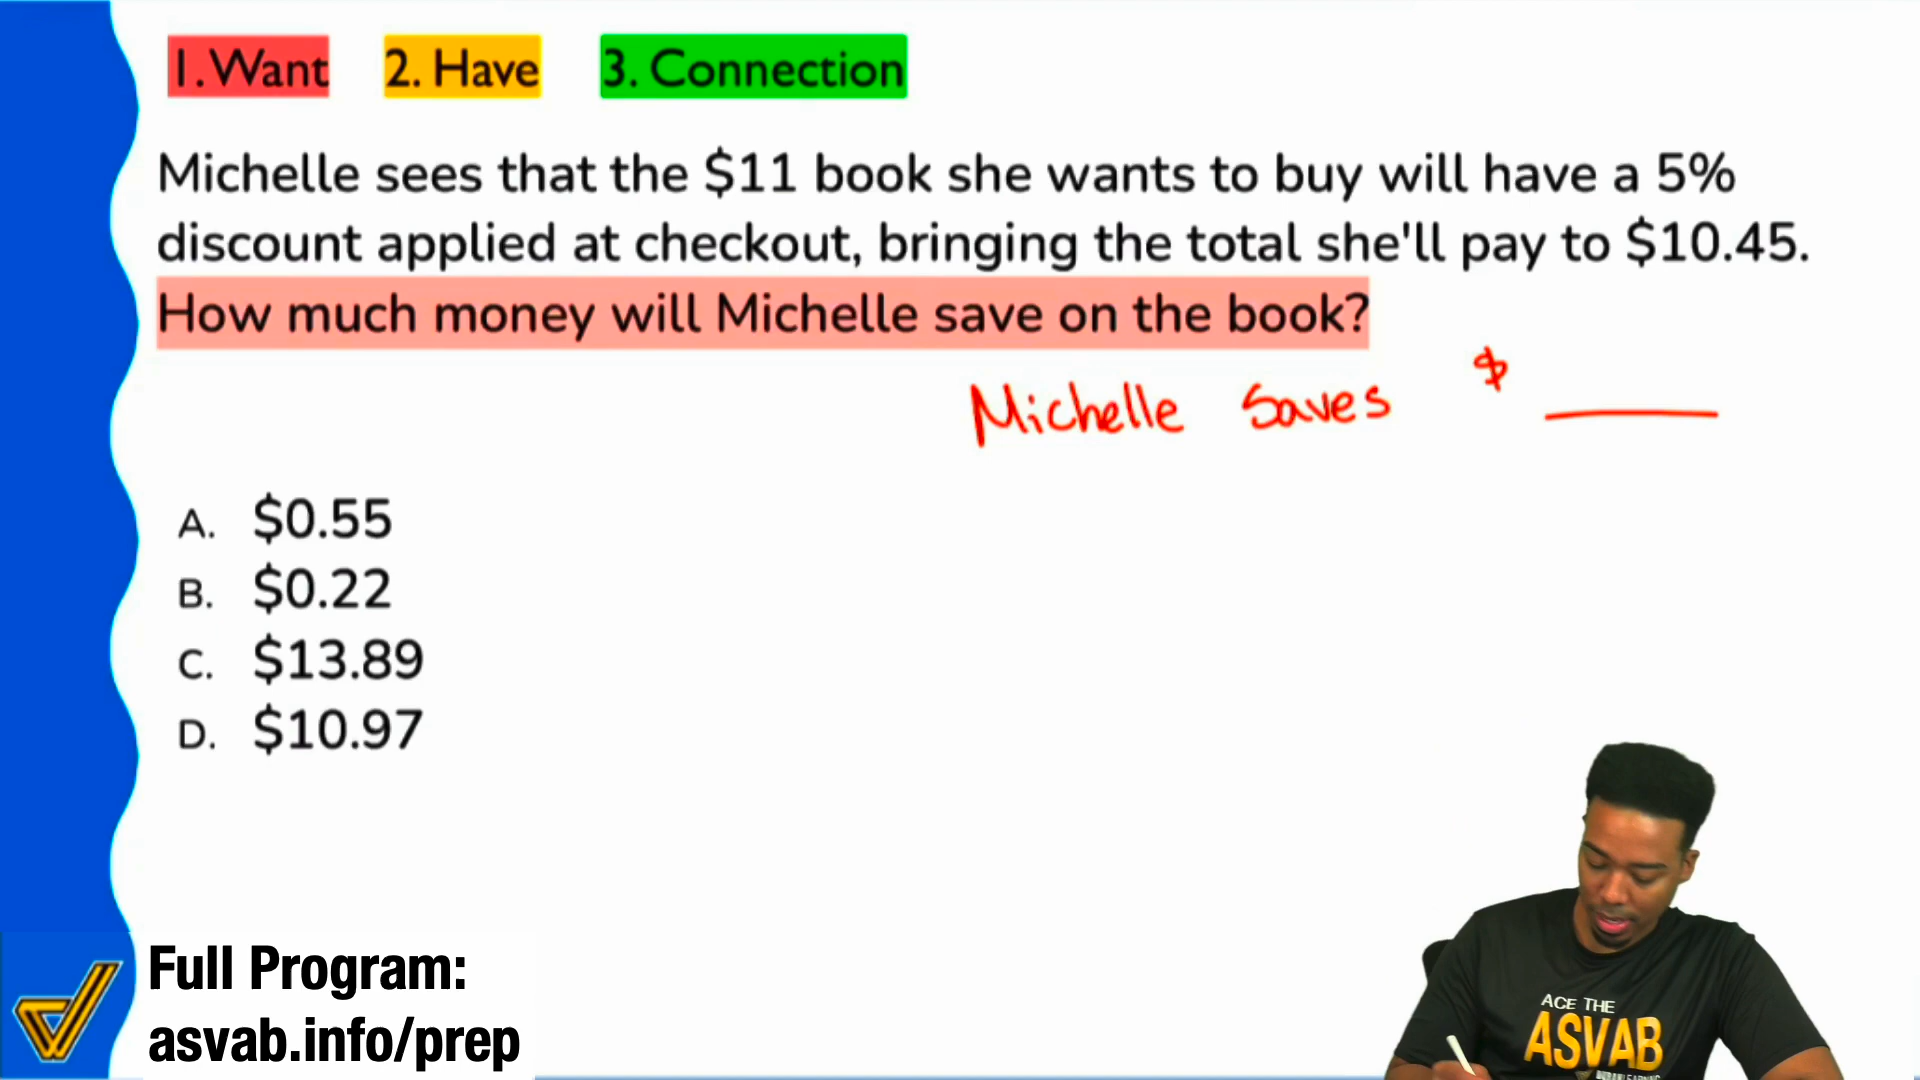 1. Want 2. Have 3. Connection
Michelle sees that the $11 book she wants to buy will have a 5%
discount applied at checkout, bringing the total she'll pay to $10.45.
How much money will Michelle save on the book?
Michelle Saves $ ____
A. $0.55
B. $0.22
C. $13.89
D. $10.97
Full Program:
asvab.info/prep
ACE THE
ASVAB